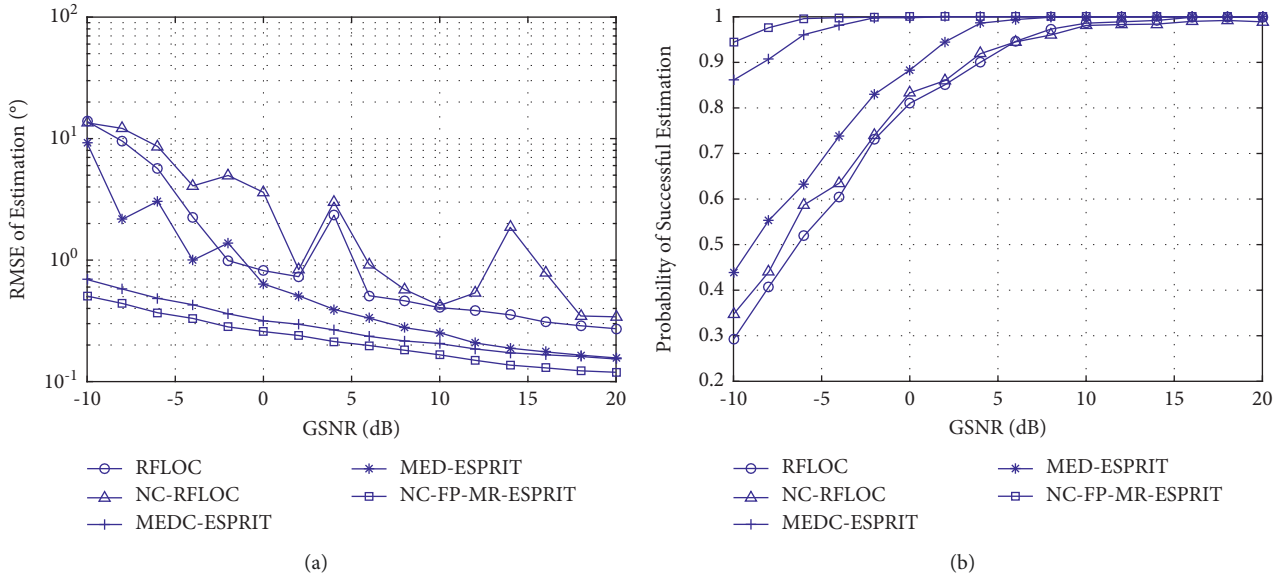 10^2
10^1
10^0
10^-1
RMSE of Estimation (°)
-10 -5 0 5 10 15 20
GSNR (dB)
RFLOC
NC-RFLOC
MEDC-ESPRIT
MED-ESPRIT
NC-FP-MR-ESPRIT
(a)
1
0.9
0.8
0.7
0.6
0.5
0.4
0.3
0.2
Probability of Successful Estimation
-10 -5 0 5 10 15 20
GSNR (dB)
RFLOC
NC-RFLOC
MEDC-ESPRIT
MED-ESPRIT
NC-FP-MR-ESPRIT
(b)